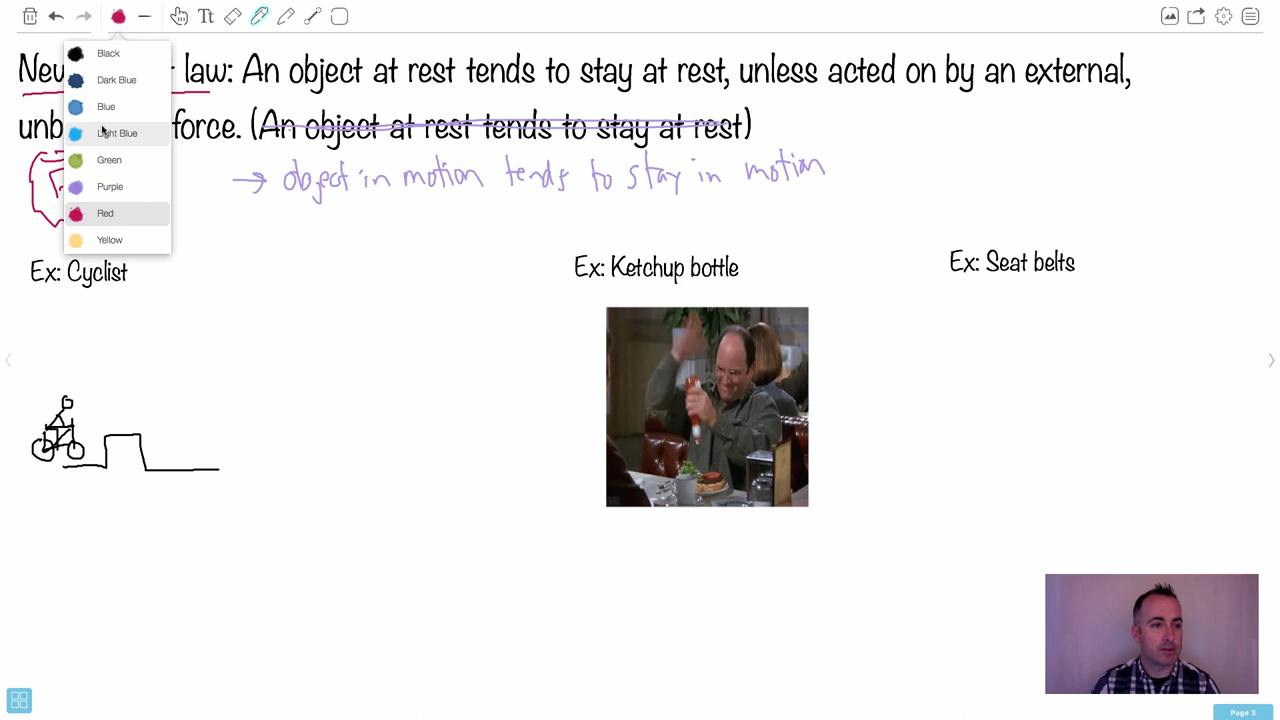 Tt
Black
Dark Blue
Blue
Light Blue
Green
Purple
Red
Yellow
law: An object at rest tends to stay at rest, unless acted on by an external,
force. (An object at rest tends to stay at rest)
→ object in motion tends to stay in motion
Ex: Cyclist
Ex: Ketchup bottle
Ex: Seat belts
Page 3